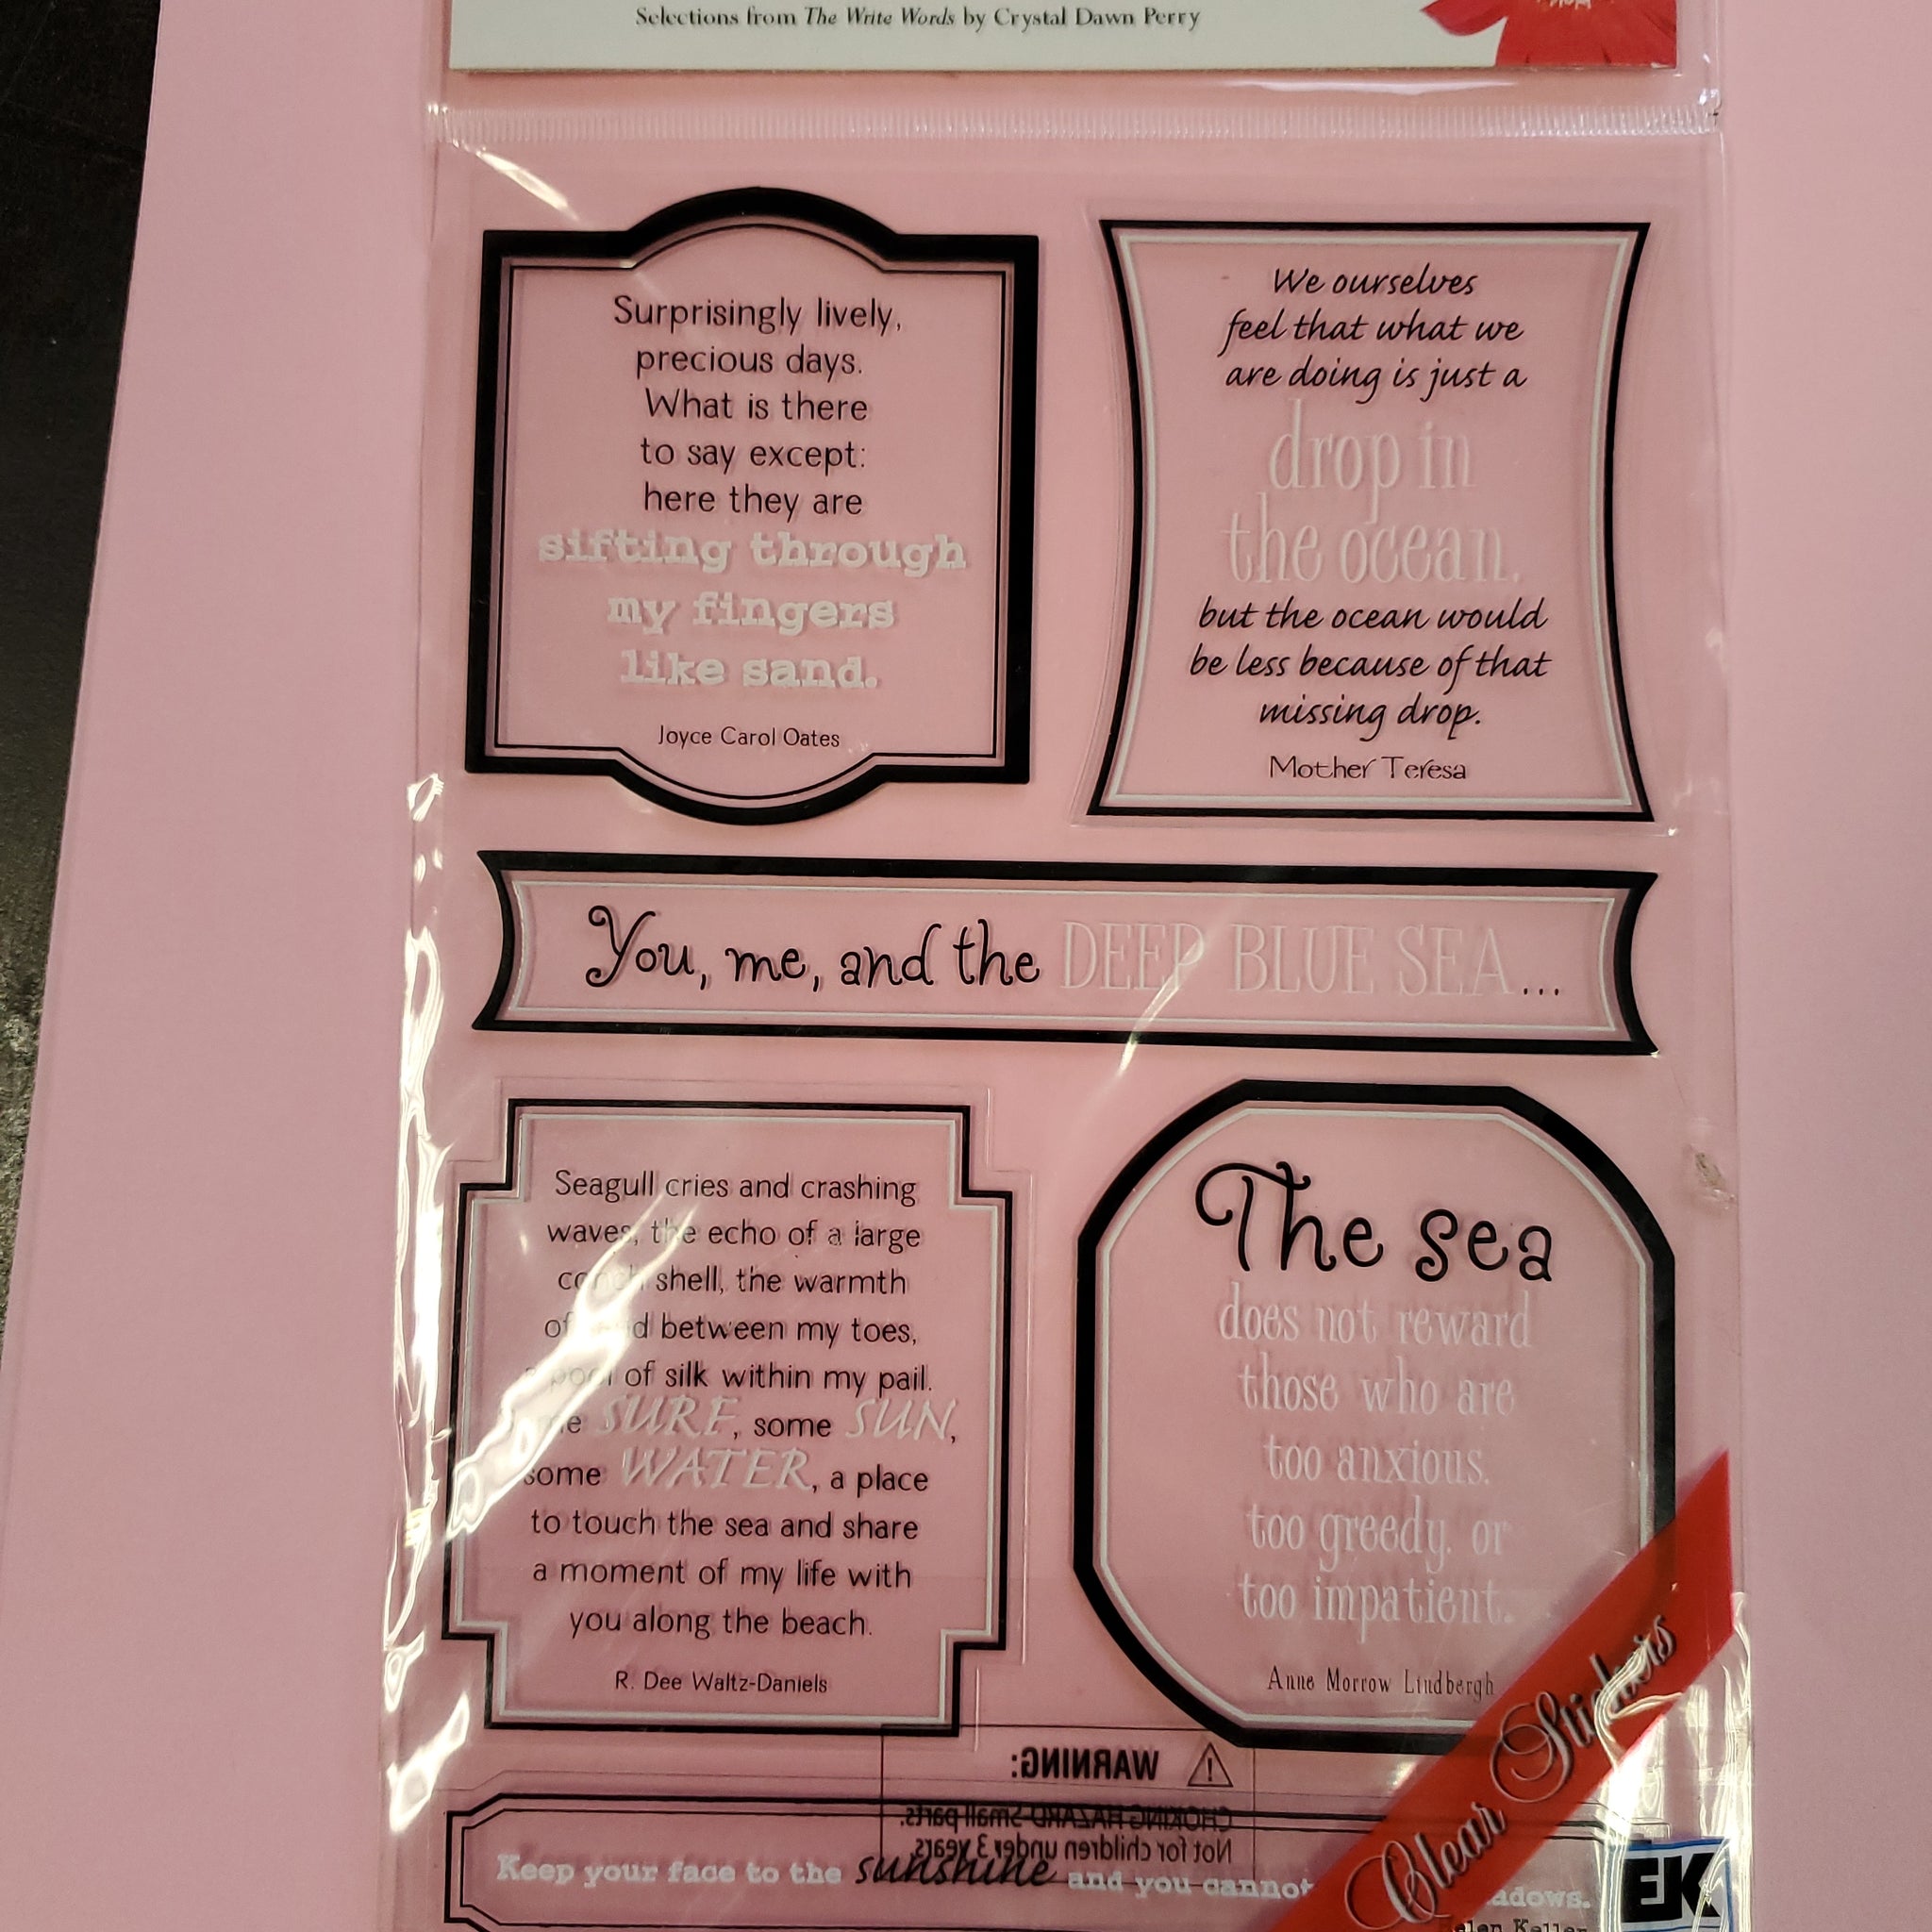 Selections from The Write Words by Crystal Dawn Perry
Surprisingly lively,
precious days.
What is there
to say except:
here they are
sifting through
my fingers
like sand.
Joyce Carol Oates
We ourselves
feel that what we
are doing is just a
drop in
the ocean,
but the ocean would
be less because of that
missing drop.
Mother Teresa
You, me, and the DEEP BLUE SEA...
Seagull cries and crashing
waves, the echo of a large
conch shell, the warmth
of between my toes,
of silk within my pail.
SURF, some SUN,
some WATER, a place
to touch the sea and share
a moment of my life with
you along the beach.
R. Dee Waltz-Daniels
The sea
does not reward
those who are
too anxious,
too greedy, or
too impatient.
Anne Morrow Lindbergh
WARNING:
CHOKING HAZARD Small parts.
Not for children under 3 years
Keep your face to the sunshine and you cannot
Keller
Clear Stickers
EK